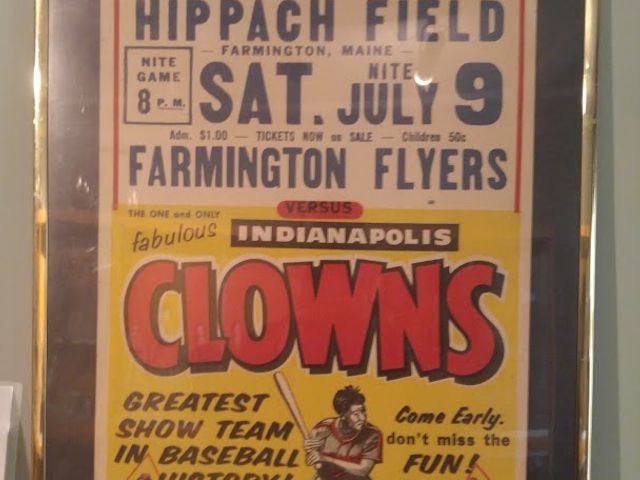 HIPPACH FIELD
— FARMINGTON, MAINE —
NITE
GAME
8 P. M.
SAT. NITE JULY 9
Adm. $1.00 — TICKETS NOW on SALE — Children 50c
FARMINGTON FLYERS
VERSUS
THE ONE and ONLY
fabulous INDIANAPOLIS
CLOWNS
GREATEST
SHOW TEAM
IN BASEBALL
HISTORY!
Come Early.
don't miss the
FUN!